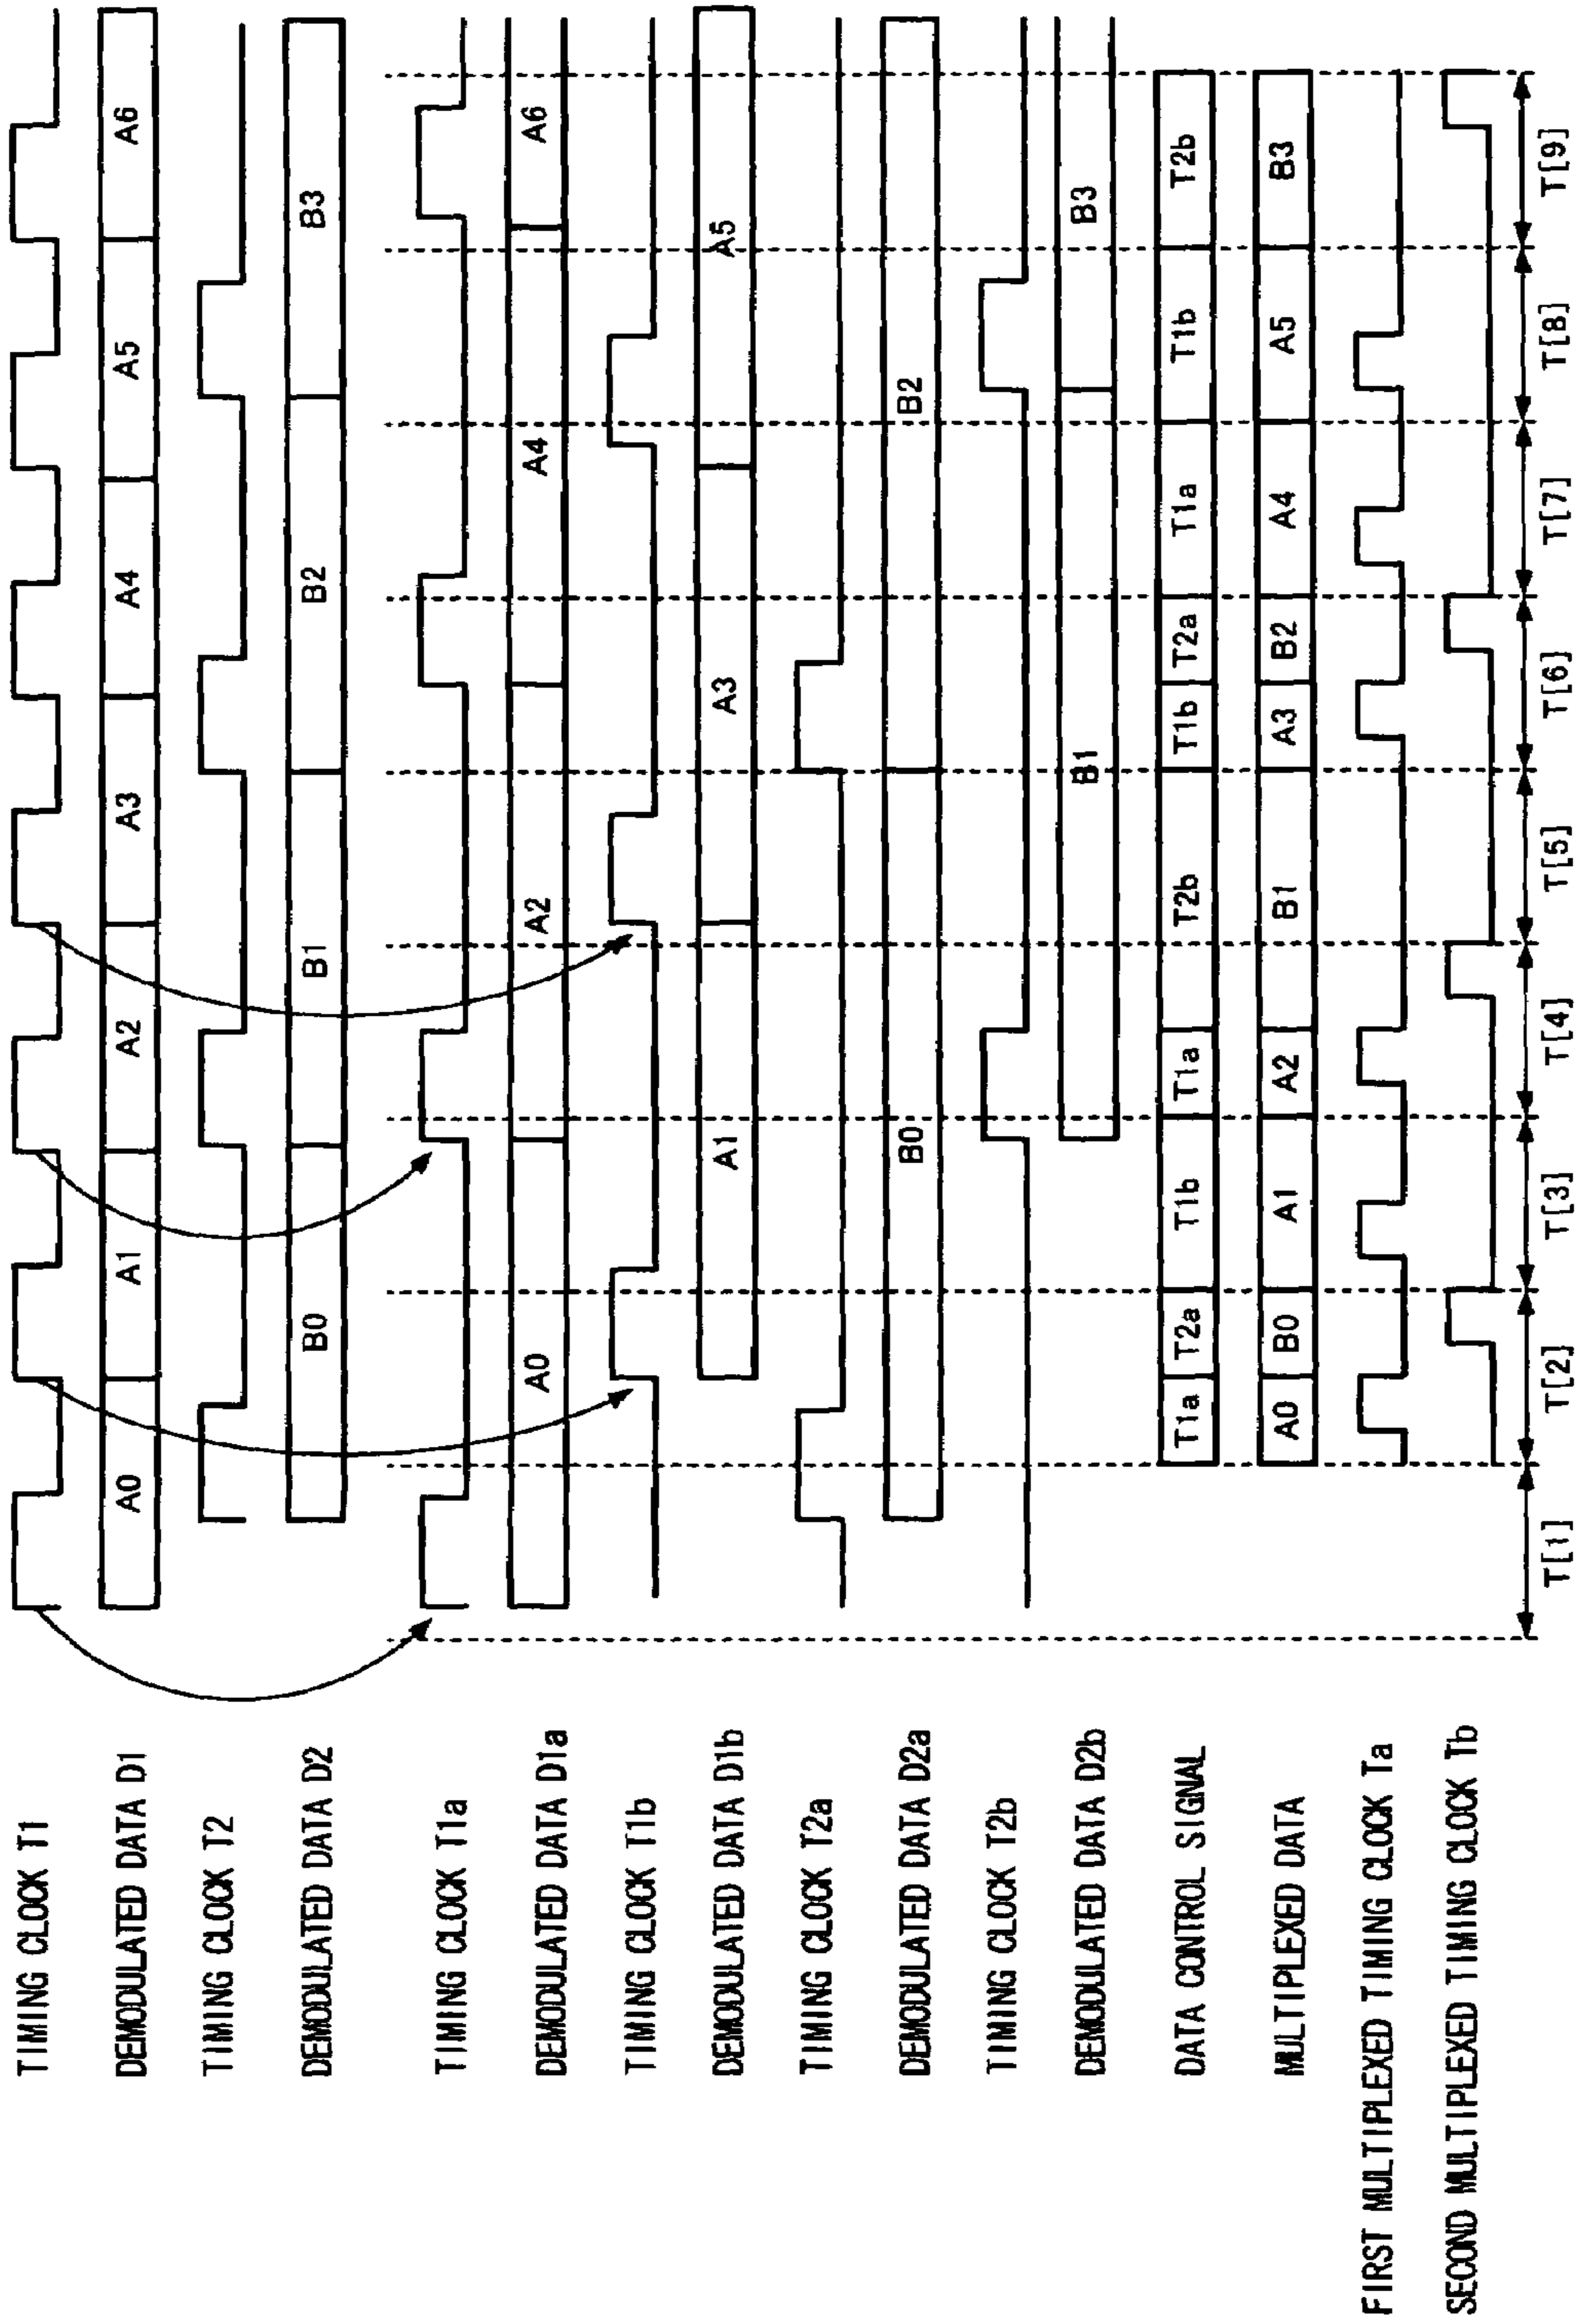 TIMING CLOCK T1
DEMODULATED DATA D1 A0 A1 A2 A3 A4 A5 A6
TIMING CLOCK T2
DEMODULATED DATA D2 B0 B1 B2 B3
TIMING CLOCK T1a
DEMODULATED DATA D1a A0 A2 A4 A6
TIMING CLOCK T1b
DEMODULATED DATA D1b A1 A3 A5
TIMING CLOCK T2a
DEMODULATED DATA D2a B0 B2
TIMING CLOCK T2b
DEMODULATED DATA D2b B1 B3
DATA CONTROL SIGNAL T1a T2a T1b T1a T2b T1b T2a T1a T1b T2b
MULTIPLEXED DATA A0 B0 A1 A2 B1 A3 B2 A4 A5 B3
FIRST MULTIPLEXED TIMING CLOCK Ta
SECOND MULTIPLEXED TIMING CLOCK Tb
T[1] T[2] T[3] T[4] T[5] T[6] T[7] T[8] T[9]